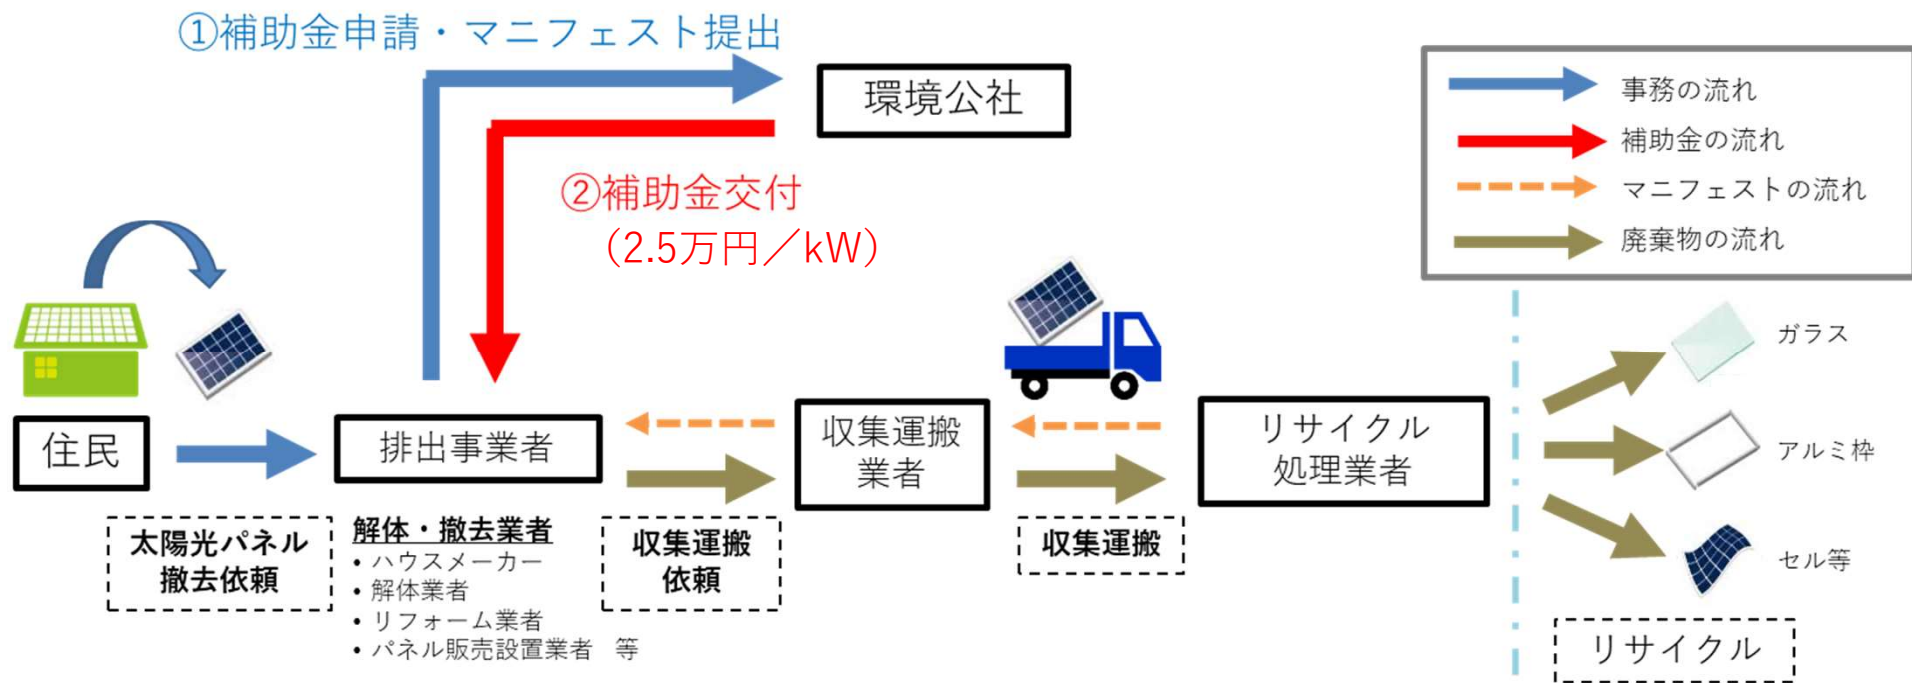 ①補助金申請・マニフェスト提出
環境公社
②補助金交付
(2.5万円／kW)
事務の流れ
補助金の流れ
マニフェストの流れ
廃棄物の流れ
住民
排出事業者
収集運搬
業者
リサイクル
処理業者
太陽光パネル
撤去依頼
解体・撤去業者
• ハウスメーカー
• 解体業者
• リフォーム業者
• パネル販売設置業者　等
収集運搬
依頼
収集運搬
ガラス
アルミ枠
セル等
リサイクル